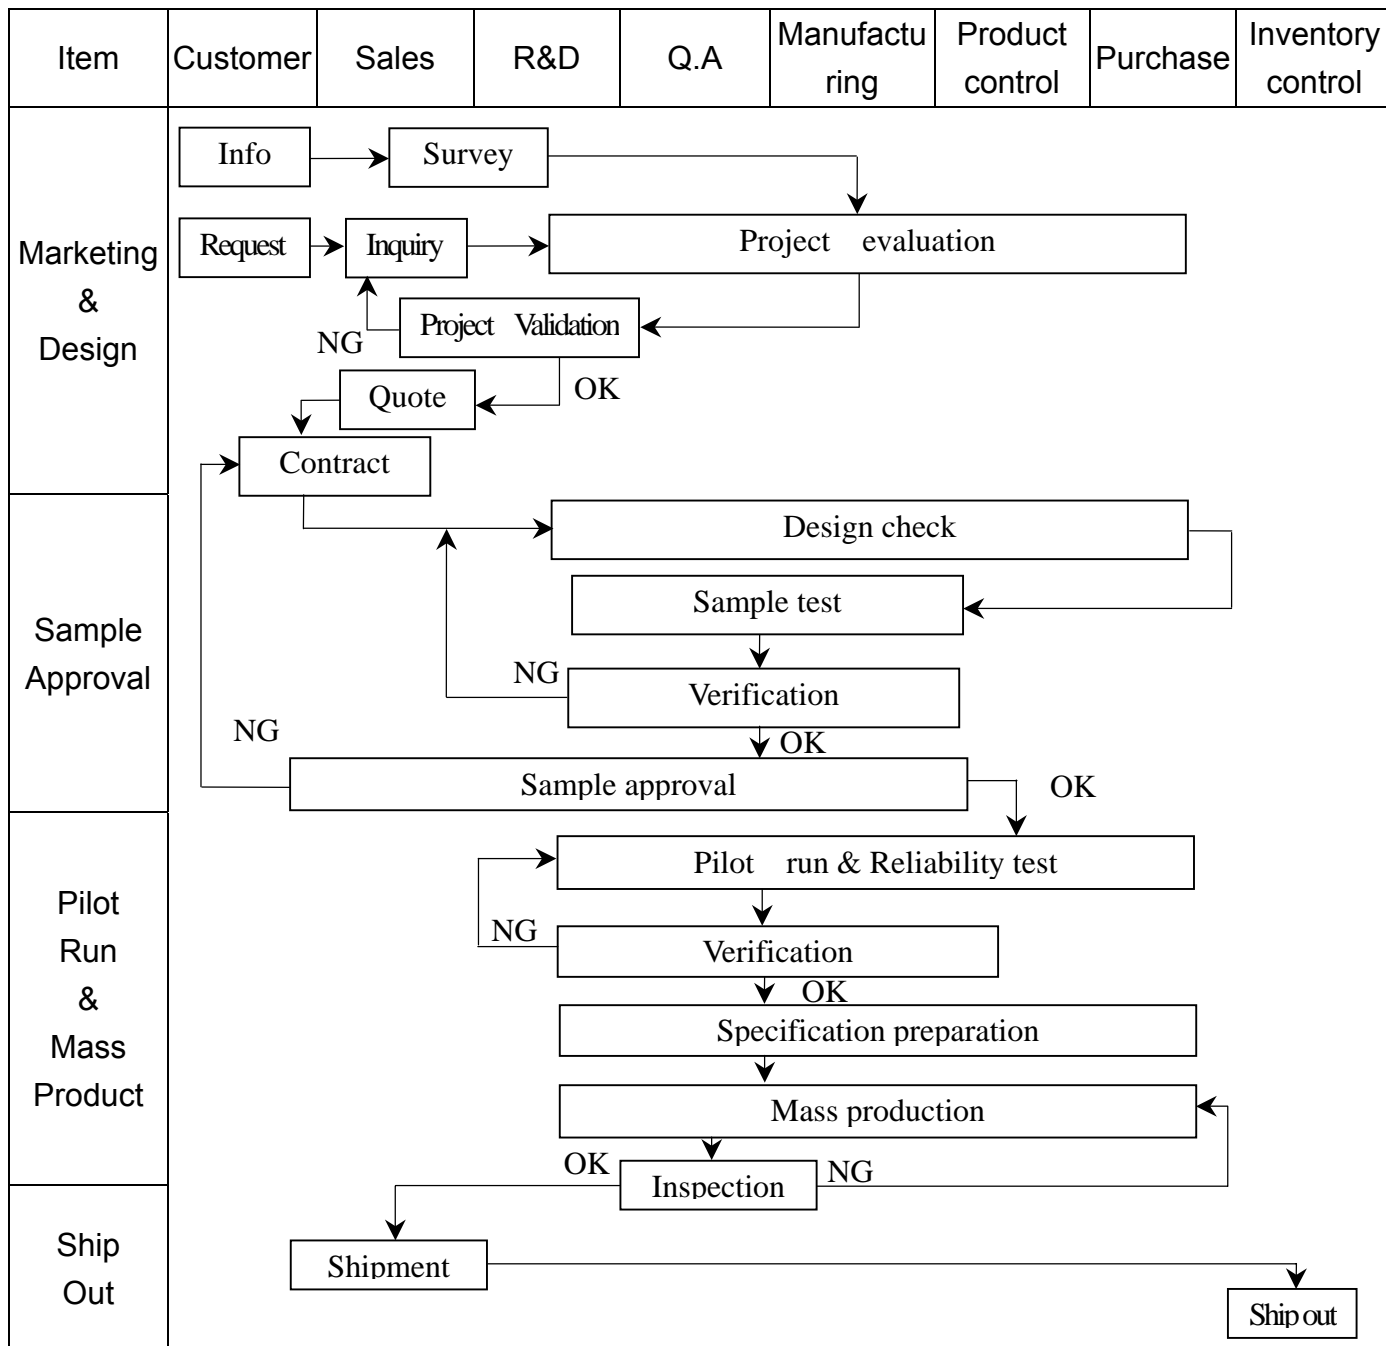 Item Customer Sales R&D Q.A Manufactu Product Purchase Inventory
ring control control
Info Survey
Request Inquiry Project evaluation
Marketing
&
Design
Project Validation
NG
OK
Quote
Contract
Design check
Sample test
Sample
Approval
NG
Verification
NG
OK
Sample approval
OK
Pilot run & Reliability test
Pilot
Run
&
Mass
Product
NG
Verification
OK
Specification preparation
Mass production
OK
Inspection
NG
Ship
Out
Shipment
Ship out